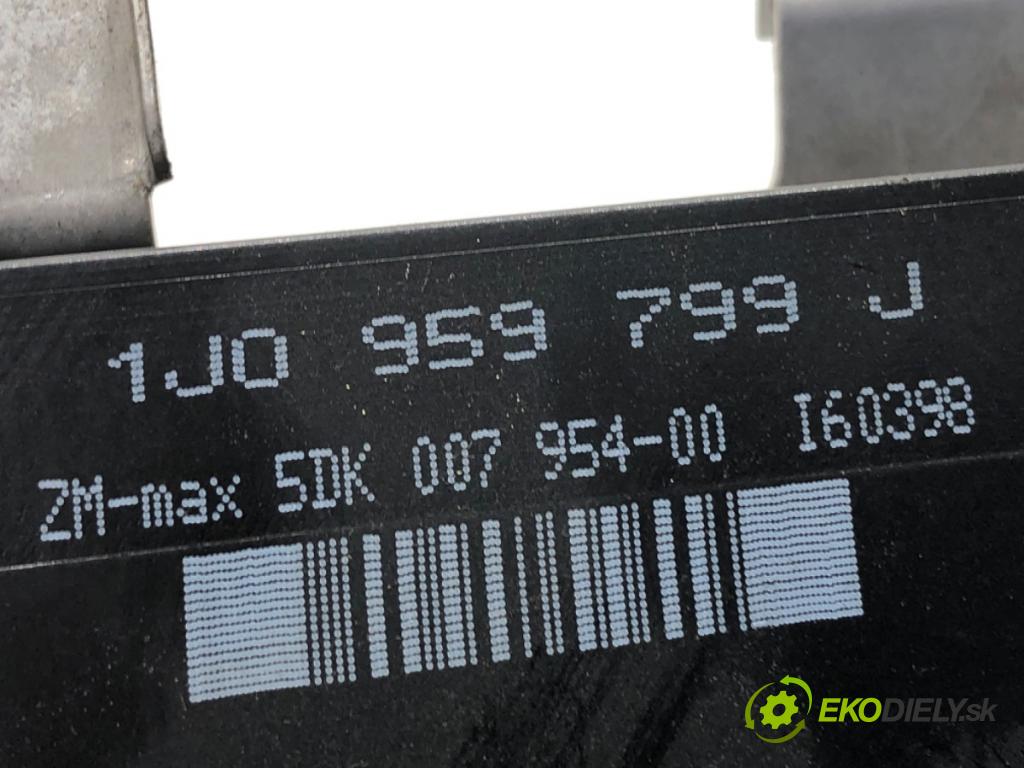 1J0 959 799 J
ZM-max 5DK 007 954-00 I60398
EKODIELY.sk